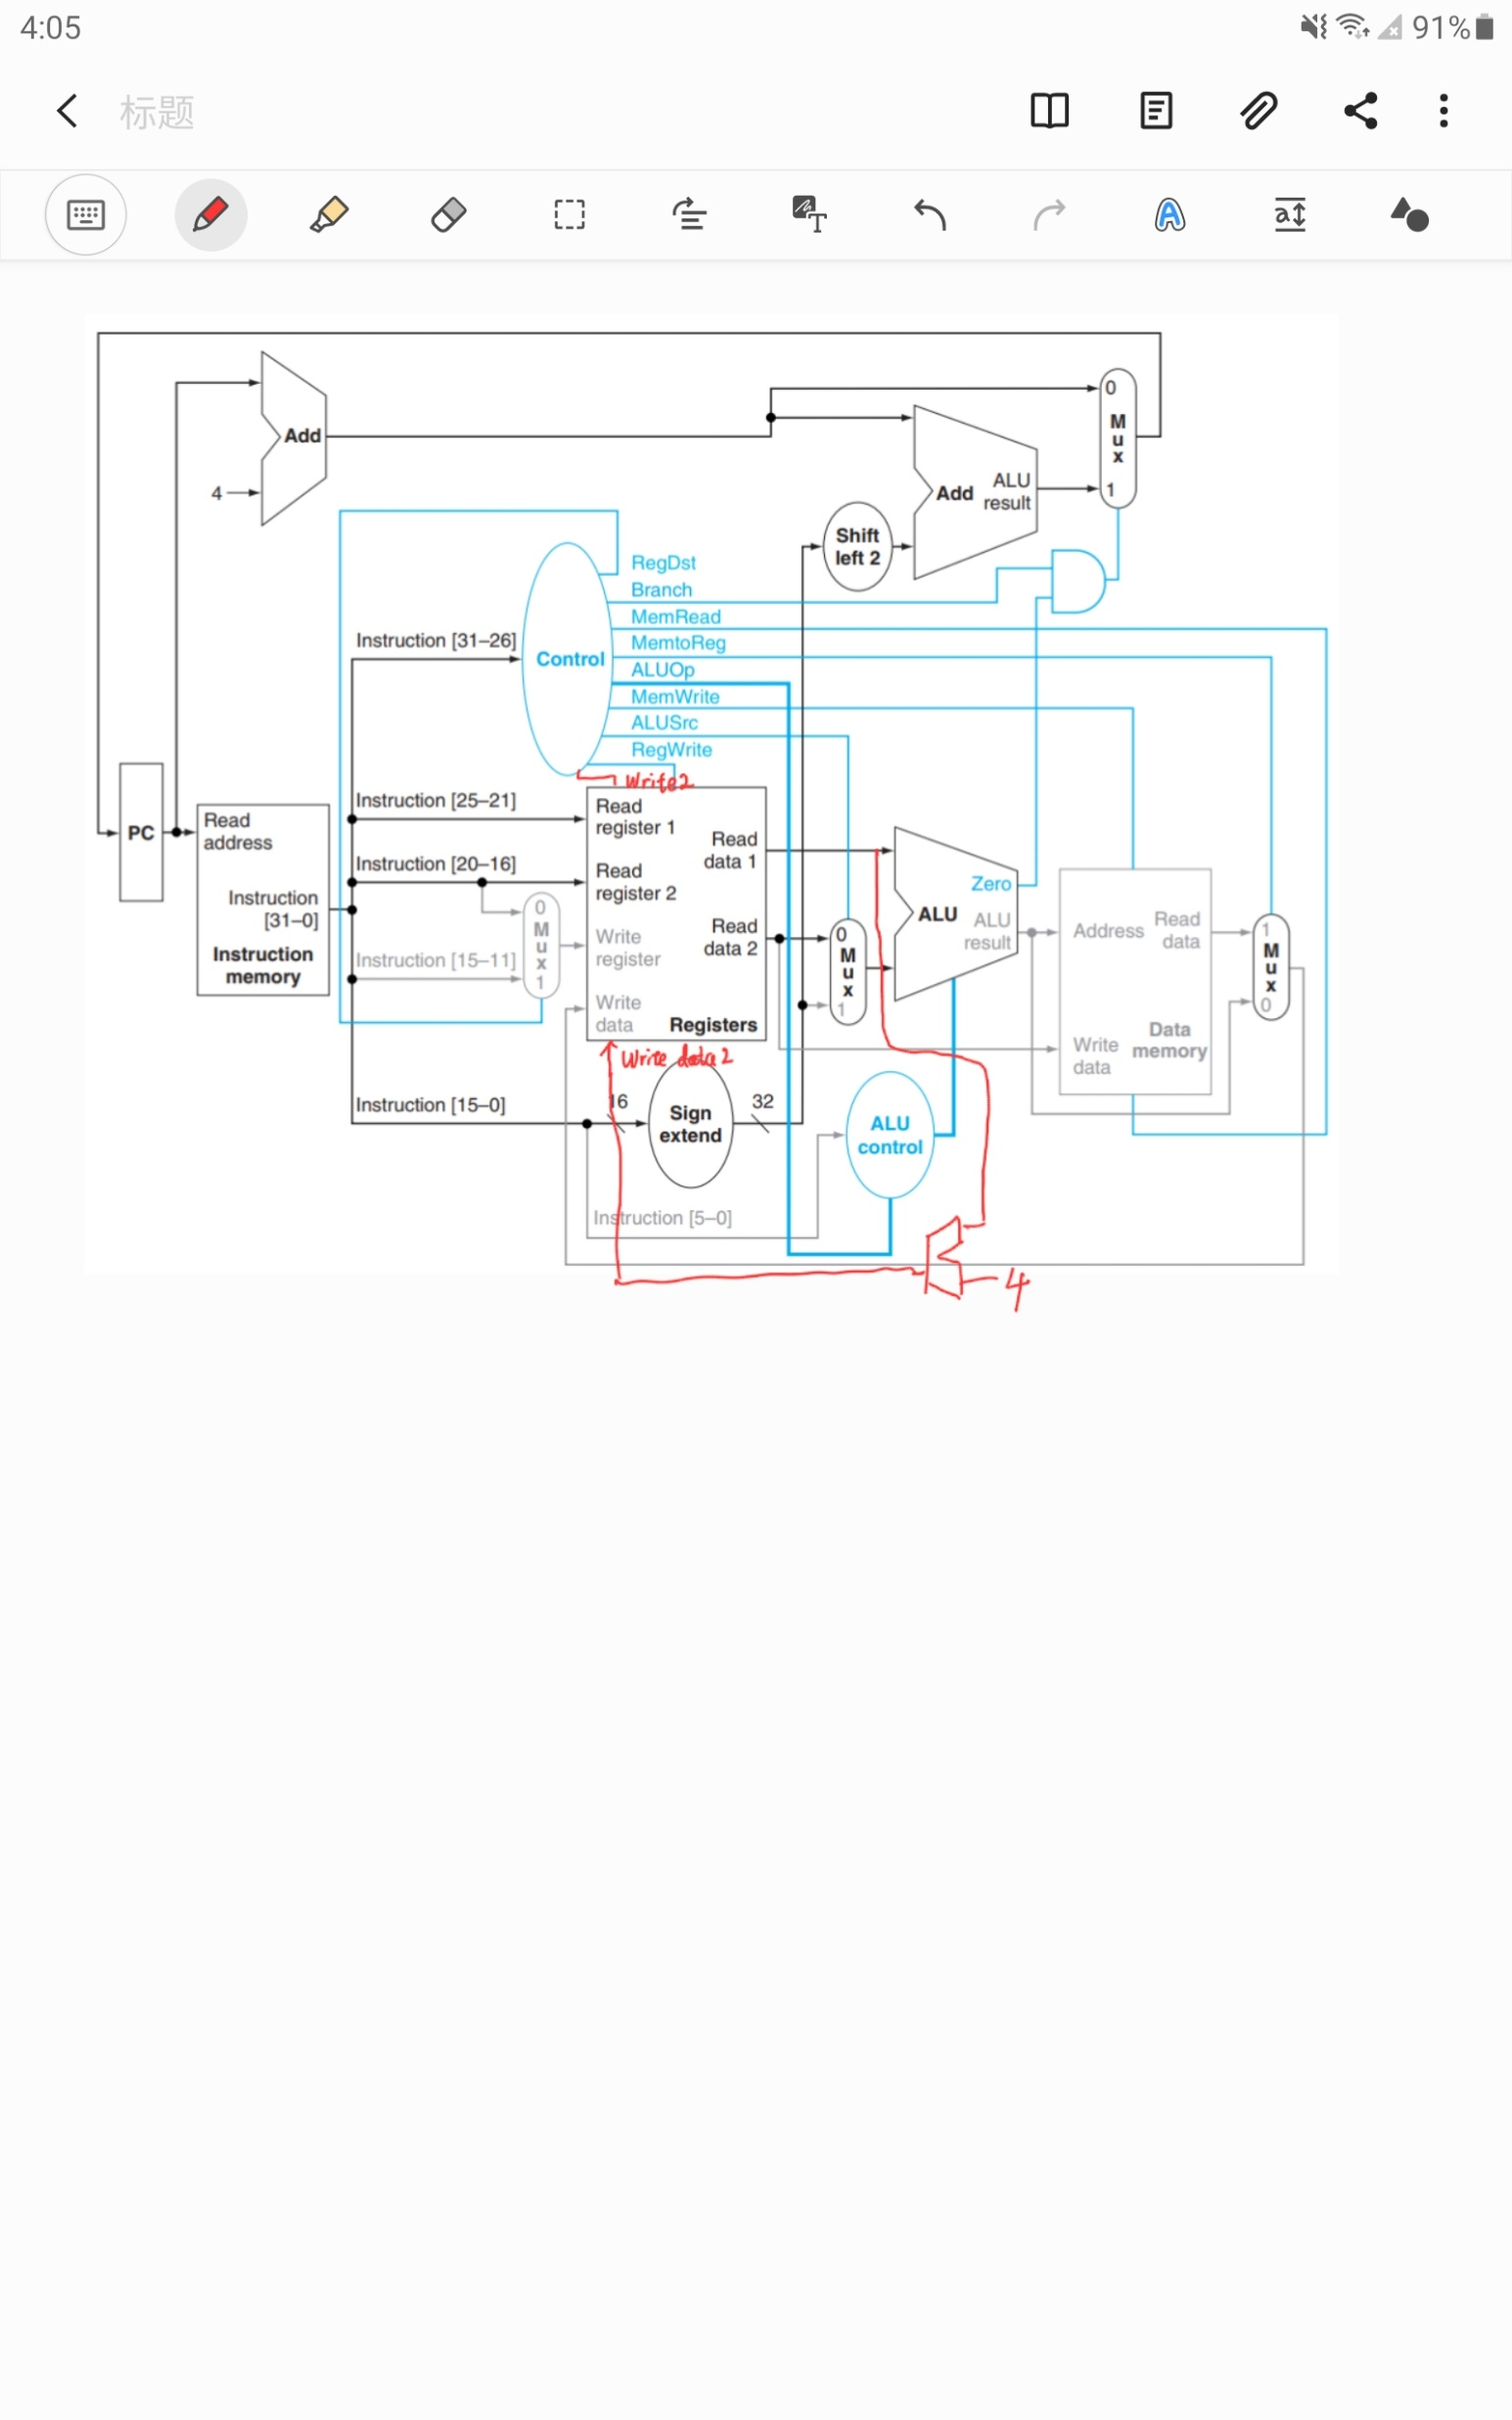 4:05
91%
标题
0
M
u
x
1
Add
4
Add
ALU
result
Shift
left 2
RegDst
Branch
MemRead
MemtoReg
ALUOp
MemWrite
ALUSrc
RegWrite
Instruction [31–26]
Control
Write2
Instruction [25–21]
Instruction [20–16]
Instruction [15–11]
PC
Read
address
Instruction
[31–0]
Instruction
memory
0
M
u
x
1
Read
register 1
Read
register 2
Write
register
Write
data
Read
data 1
Read
data 2
Registers
0
M
u
x
1
Zero
ALU
ALU
result
Address
Read
data
Write
data
Data
memory
1
M
u
x
0
Write data 2
Instruction [15–0]
16
Sign
extend
32
ALU
control
Instruction [5–0]
4